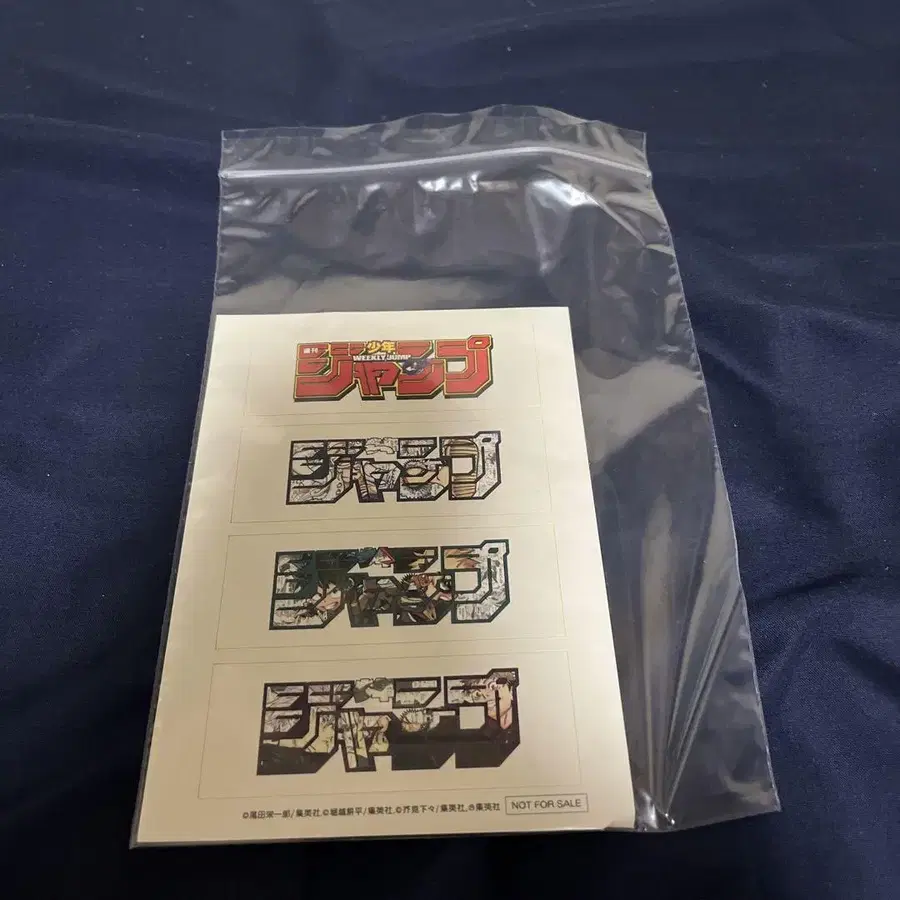 週刊 少年
WEEKLY JUMP
ジャンプ
ジャンプ
ジャンプ
ジャンプ
©尾田栄一郎/集英社 ©堀越耕平/集英社 ©芥見下々/集英社 ©集英社 NOT FOR SALE